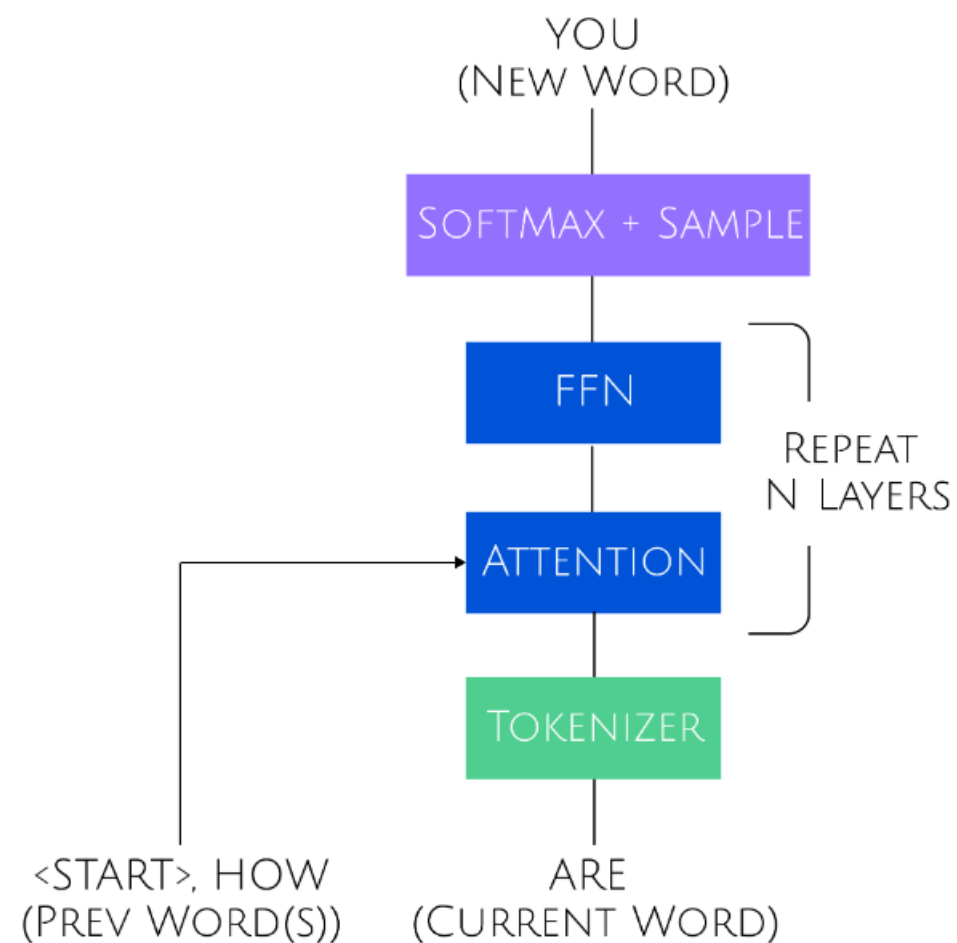 YOU
(NEW WORD)
SOFTMAX + SAMPLE
FFN
REPEAT
N LAYERS
ATTENTION
TOKENIZER
<START>, HOW
(PREV WORD(S))
ARE
(CURRENT WORD)